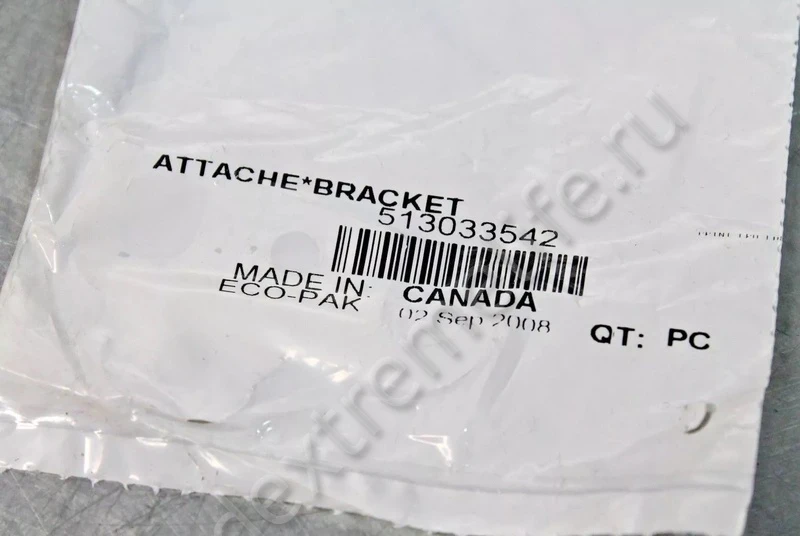 ATTACHE*BRACKET
513033542
MADE IN: CANADA
ECO-PAK 02 Sep 2008
QT: PC